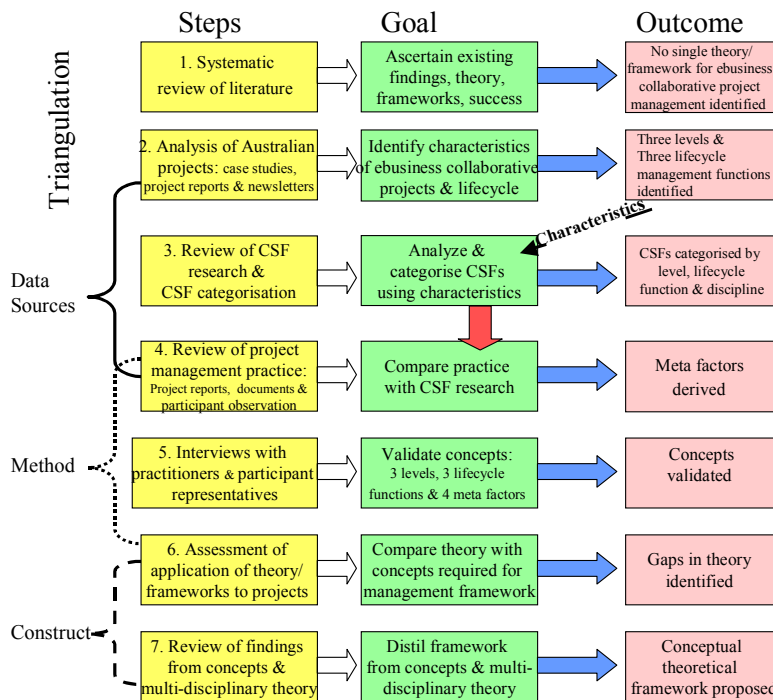 Steps
Goal
Outcome
Triangulation
1. Systematic
review of literature
Ascertain existing
findings, theory,
frameworks, success
No single theory/
framework for ebusiness
collaborative project
management identified
2. Analysis of Australian
projects: case studies,
project reports & newsletters
Identify characteristics
of ebusiness collaborative
projects & lifecycle
Three levels &
Three lifecycle
management functions
identified
Characteristics
Data
Sources
3. Review of CSF
research &
CSF categorisation
Analyze &
categorise CSFs
using characteristics
CSFs categorised by
level, lifecycle
function & discipline
4. Review of project
management practice:
Project reports, documents &
participant observation
Compare practice
with CSF research
Meta factors
derived
Method
5. Interviews with
practitioners & participant
representatives
Validate concepts:
3 levels, 3 lifecycle
functions & 4 meta factors
Concepts
validated
6. Assessment of
application of theory/
frameworks to projects
Compare theory with
concepts required for
management framework
Gaps in theory
identified
Construct
7. Review of findings
from concepts &
multi-disciplinary theory
Distil framework
from concepts & multi-
disciplinary theory
Conceptual
theoretical
framework proposed